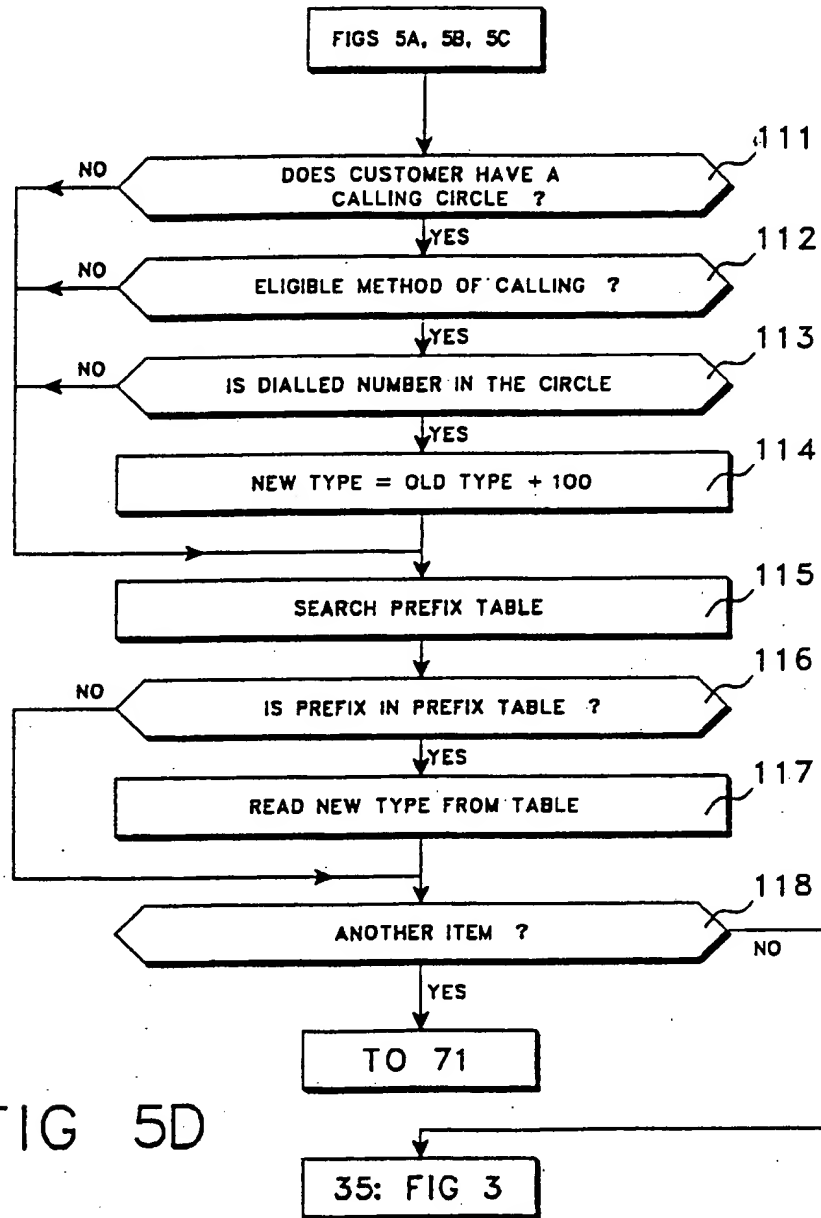 FIGS 5A, 5B, 5C
111
NO
DOES CUSTOMER HAVE A
CALLING CIRCLE ?
YES
112
NO
ELIGIBLE METHOD OF CALLING ?
YES
113
NO
IS DIALLED NUMBER IN THE CIRCLE
YES
114
NEW TYPE = OLD TYPE + 100
115
SEARCH PREFIX TABLE
116
NO
IS PREFIX IN PREFIX TABLE ?
YES
117
READ NEW TYPE FROM TABLE
118
ANOTHER ITEM ?
NO
YES
TO 71
FIG 5D
35: FIG 3